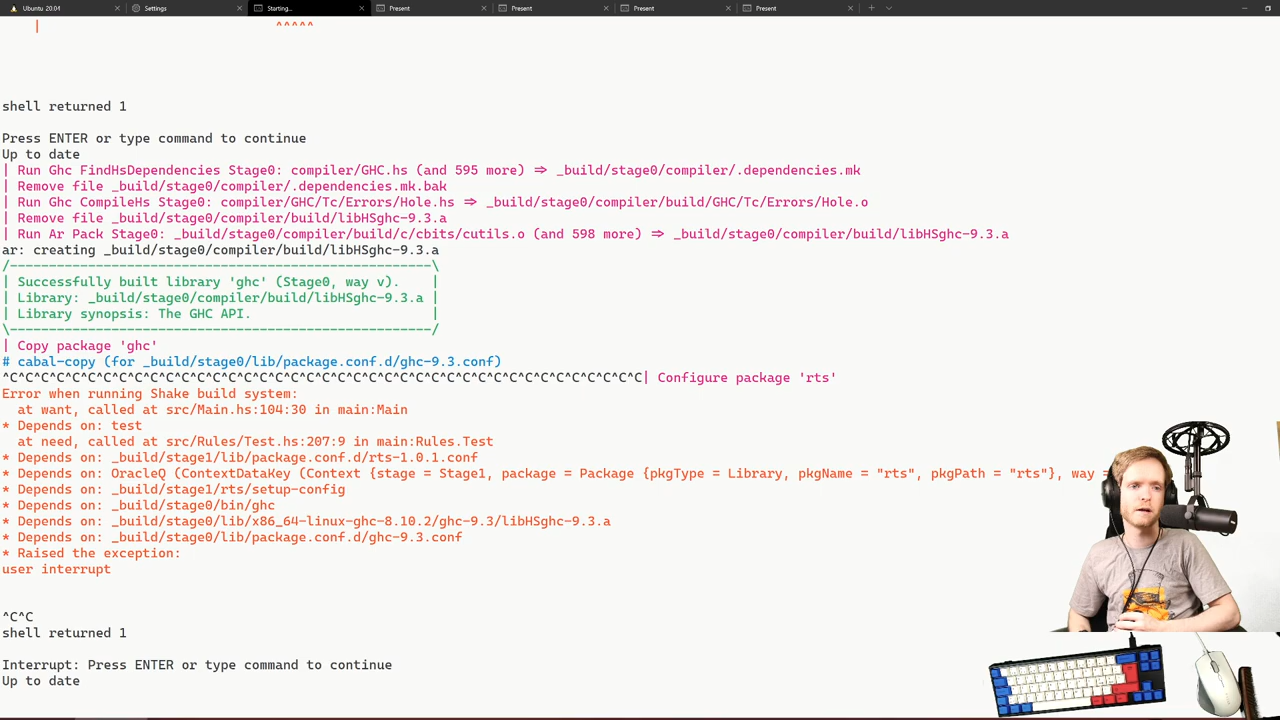 Ubuntu 20.04
Settings
Starting...
Present
Present
Present
Present
| ^^^^^
shell returned 1
Press ENTER or type command to continue
Up to date
| Run Ghc FindHsDependencies Stage0: compiler/GHC.hs (and 595 more) => _build/stage0/compiler/.dependencies.mk
| Remove file _build/stage0/compiler/.dependencies.mk.bak
| Run Ghc CompileHs Stage0: compiler/GHC/Tc/Errors/Hole.hs => _build/stage0/compiler/build/GHC/Tc/Errors/Hole.o
| Remove file _build/stage0/compiler/build/libHSghc-9.3.a
| Run Ar Pack Stage0: _build/stage0/compiler/build/c/cbits/cutils.o (and 598 more) => _build/stage0/compiler/build/libHSghc-9.3.a
ar: creating _build/stage0/compiler/build/libHSghc-9.3.a
/------------------------------------------------------\
| Successfully built library 'ghc' (Stage0, way v). |
| Library: _build/stage0/compiler/build/libHSghc-9.3.a |
| Library synopsis: The GHC API. |
\------------------------------------------------------/
| Copy package 'ghc'
# cabal-copy (for _build/stage0/lib/package.conf.d/ghc-9.3.conf)
^C^C^C^C^C^C^C^C^C^C^C^C^C^C^C^C^C^C^C^C^C^C^C^C^C^C^C^C^C^C^C^C^C^C^C^C^C^C^C^C^C| Configure package 'rts'
Error when running Shake build system:
at want, called at src/Main.hs:104:30 in main:Main
* Depends on: test
at need, called at src/Rules/Test.hs:207:9 in main:Rules.Test
* Depends on: _build/stage1/lib/package.conf.d/rts-1.0.1.conf
* Depends on: OracleQ (ContextDataKey (Context {stage = Stage1, package = Package {pkgType = Library, pkgName = "rts", pkgPath = "rts"}, way =
* Depends on: _build/stage1/rts/setup-config
* Depends on: _build/stage0/bin/ghc
* Depends on: _build/stage0/lib/x86_64-linux-ghc-8.10.2/ghc-9.3/libHSghc-9.3.a
* Depends on: _build/stage0/lib/package.conf.d/ghc-9.3.conf
* Raised the exception:
user interrupt
^C^C
shell returned 1
Interrupt: Press ENTER or type command to continue
Up to date